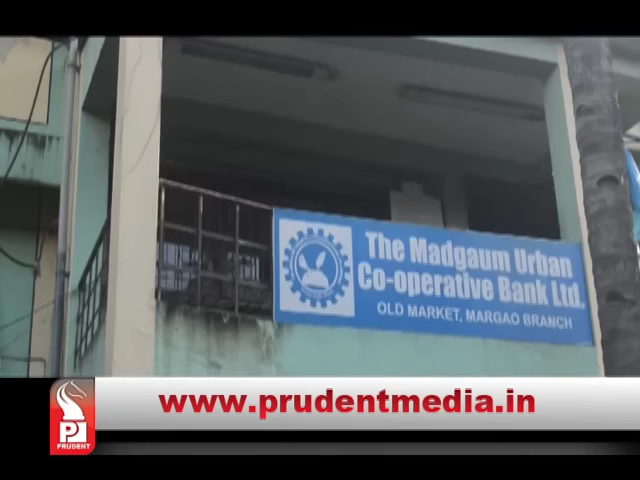 The Madgaum Urban
Co-operative Bank Ltd.
OLD MARKET, MARGAO BRANCH
www.prudentmedia.in
P
PRUDENT